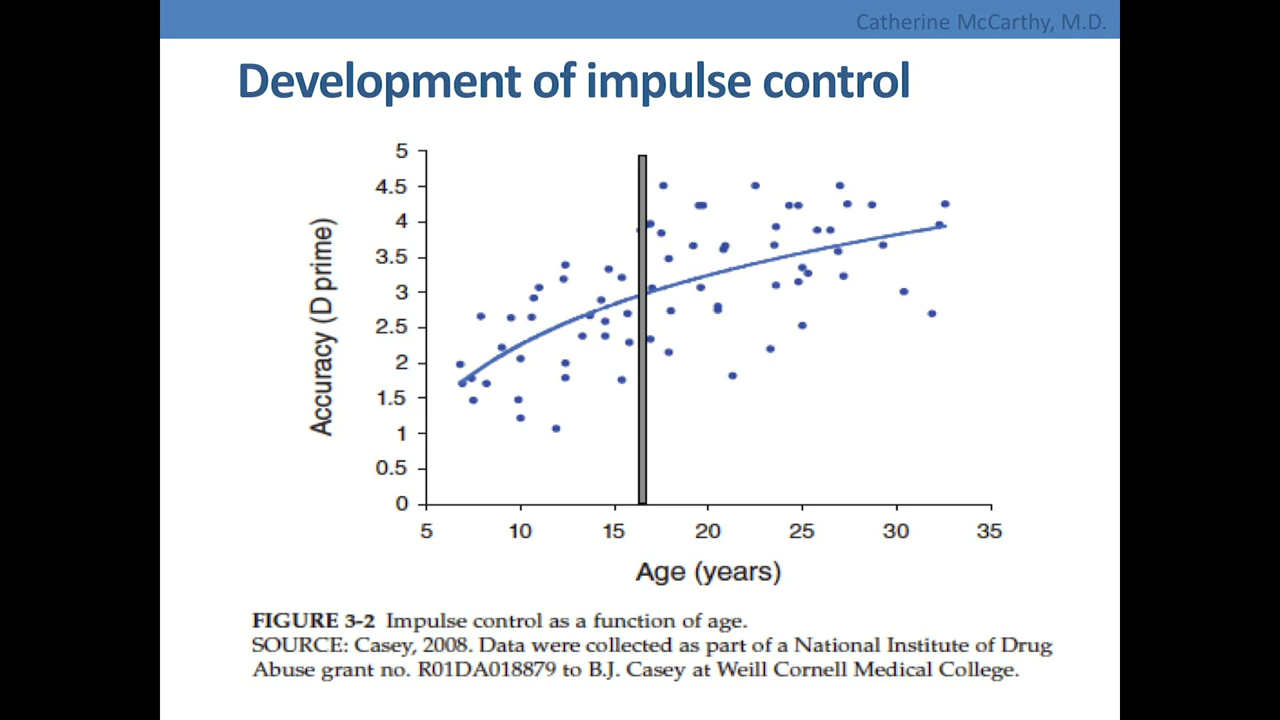 Catherine McCarthy, M.D.
Development of impulse control
5
4.5
4
3.5
3
2.5
2
1.5
1
0.5
0
Accuracy (D prime)
5 10 15 20 25 30 35
Age (years)
FIGURE 3-2 Impulse control as a function of age.
SOURCE: Casey, 2008. Data were collected as part of a National Institute of Drug
Abuse grant no. R01DA018879 to B.J. Casey at Weill Cornell Medical College.